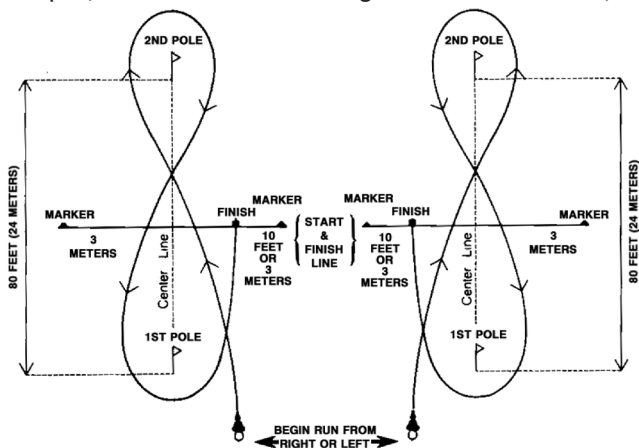 2ND POLE
2ND POLE
80 FEET (24 METERS)
80 FEET (24 METERS)
MARKER
FINISH
MARKER
MARKER
FINISH
MARKER
3
METERS
10
FEET
OR
3
METERS
START
&
FINISH
LINE
10
FEET
OR
3
METERS
3
METERS
Center Line
Center Line
1ST POLE
1ST POLE
BEGIN RUN FROM
RIGHT OR LEFT